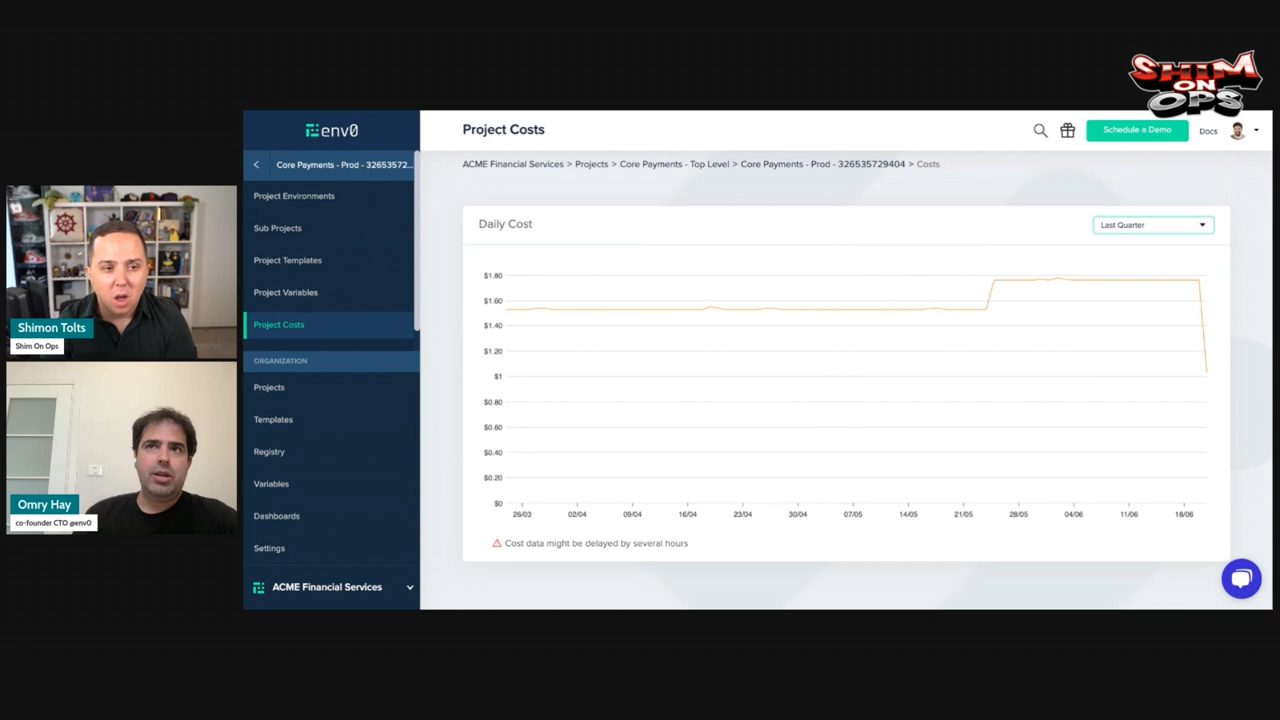 SHIM
ON
OPS
env0
Project Costs
Schedule a Demo
Docs
Core Payments - Prod - 32653572...
ACME Financial Services > Projects > Core Payments - Top Level > Core Payments - Prod - 326535729404 > Costs
Project Environments
Sub Projects
Project Templates
Project Variables
Project Costs
ORGANIZATION
Projects
Templates
Registry
Variables
Dashboards
Settings
ACME Financial Services
Daily Cost
Last Quarter
$1.80
$1.60
$1.40
$1.20
$1
$0.80
$0.60
$0.40
$0.20
$0
26/03 02/04 09/04 16/04 23/04 30/04 07/05 14/05 21/05 28/05 04/06 11/06 18/06
Cost data might be delayed by several hours
Shimon Tolts
Shim On Ops
Omry Hay
co-founder CTO @env0